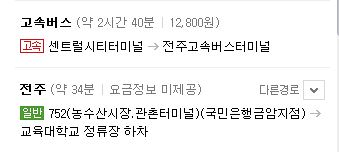 고속버스 (약 2시간 40분 | 12,800원)
고속 센트럴시티터미널 → 전주고속버스터미널
전주 (약 34분 | 요금정보 미제공) 다른경로
일반 752(농수산시장.관촌터미널)(국민은행금암지점) →
교육대학교 정류장 하차